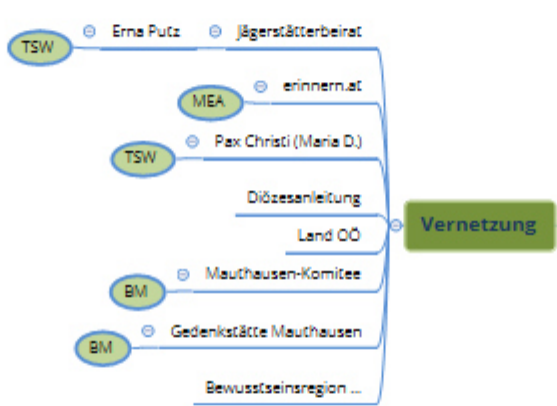 TSW Erna Putz Jägerstätterbeirat
MEA erinnern.at
TSW Pax Christi (Maria D.)
Diözesanleitung
Land OÖ
Vernetzung
BM Mauthausen-Komitee
BM Gedenkstätte Mauthausen
Bewusstseinsregion ...